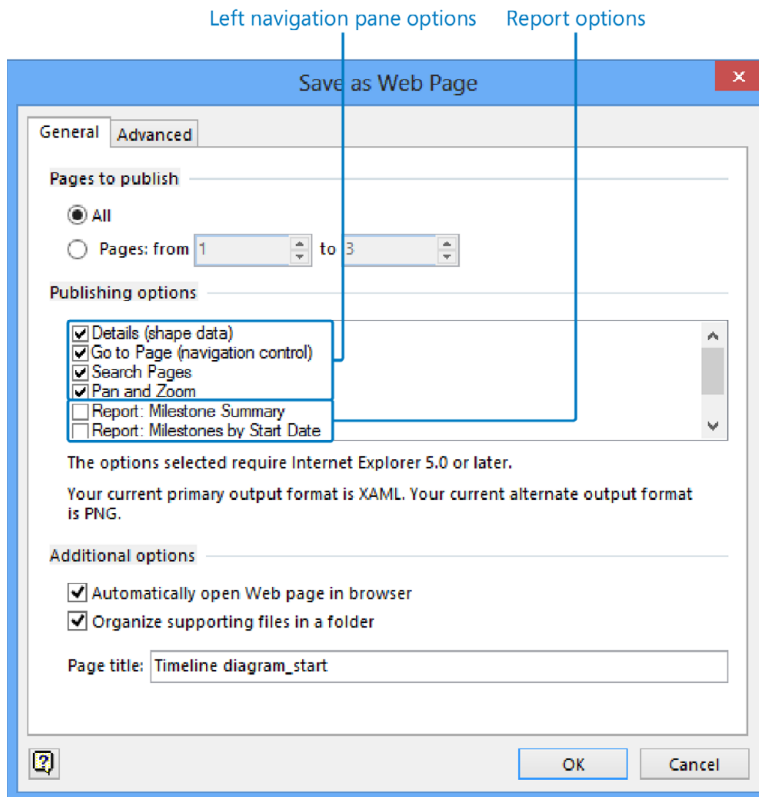 Left navigation pane options Report options
Save as Web Page
General Advanced
Pages to publish
All
Pages: from 1 to 3
Publishing options
Details (shape data)
Go to Page (navigation control)
Search Pages
Pan and Zoom
Report: Milestone Summary
Report: Milestones by Start Date
The options selected require Internet Explorer 5.0 or later.
Your current primary output format is XAML. Your current alternate output format
is PNG.
Additional options
Automatically open Web page in browser
Organize supporting files in a folder
Page title: Timeline diagram_start
OK Cancel